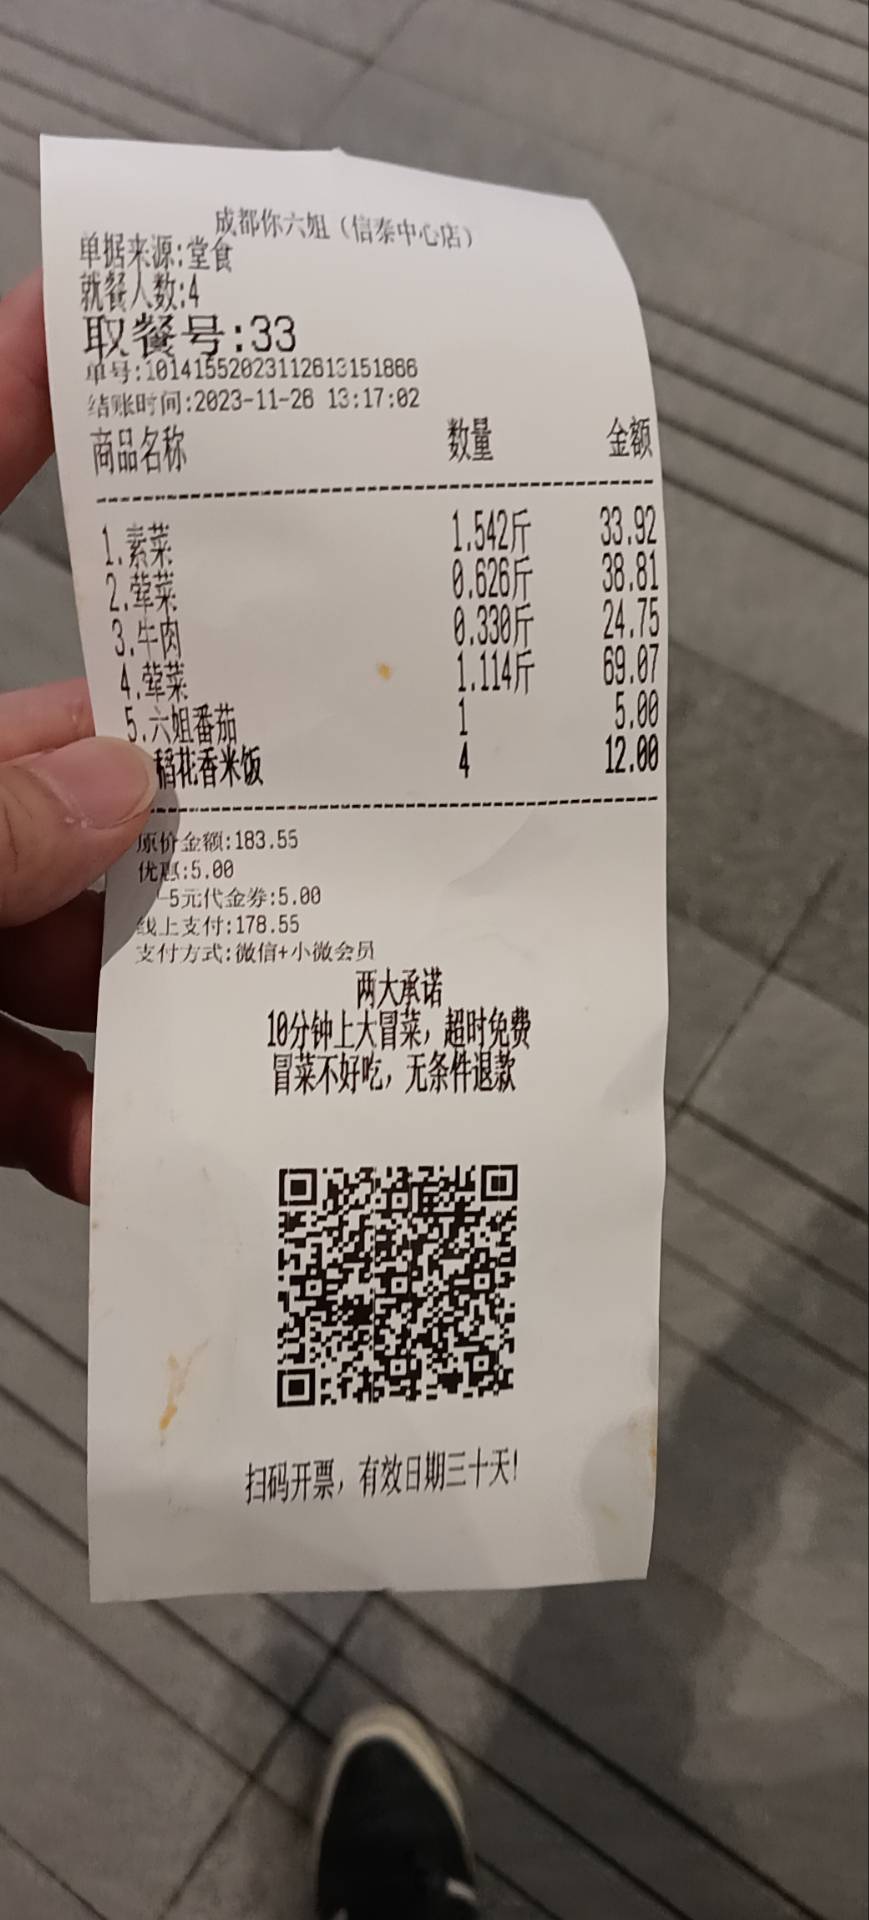 成都你六姐（信泰中心店）
单据来源:堂食
就餐人数:4
取餐号:33
单号:10141552023112613151866
结账时间:2023-11-26 13:17:02
商品名称 数量 金额
1.素菜 1.542斤 33.92
2.荤菜 0.626斤 38.81
3.牛肉 0.330斤 24.75
4.荤菜 1.114斤 69.07
5.六姐番茄 1 5.00
稻花香米饭 4 12.00
原价金额:183.55
优惠:5.00
-5元代金券:5.00
线上支付:178.55
支付方式:微信+小微会员
两大承诺
10分钟上大冒菜，超时免费
冒菜不好吃，无条件退款
扫码开票，有效日期三十天!